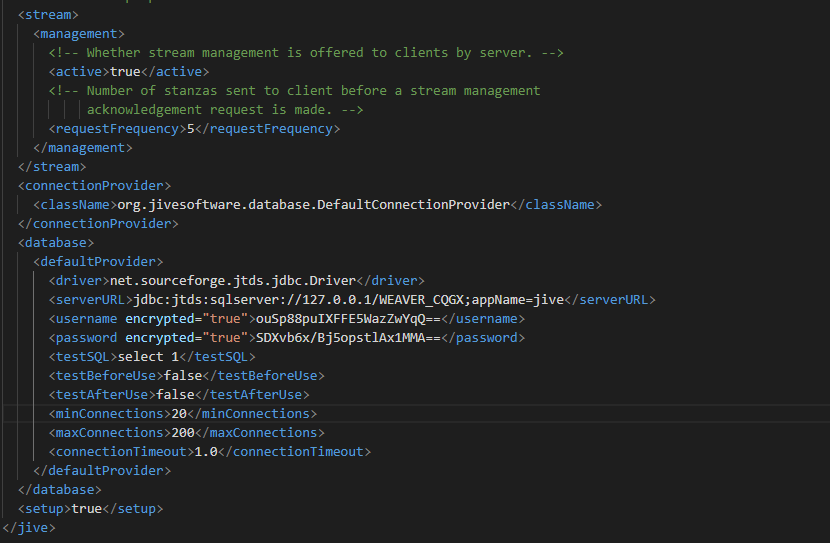 <stream>
<management>
<!-- Whether stream management is offered to clients by server. -->
<active>true</active>
<!-- Number of stanzas sent to client before a stream management
acknowledgement request is made. -->
<requestFrequency>5</requestFrequency>
</management>
</stream>
<connectionProvider>
<className>org.jivesoftware.database.DefaultConnectionProvider</className>
</connectionProvider>
<database>
<defaultProvider>
<driver>net.sourceforge.jtds.jdbc.Driver</driver>
<serverURL>jdbc:jtds:sqlserver://127.0.0.1/WEAVER_CQGX;appName=jive</serverURL>
<username encrypted="true">ouSp88puIXFFE5WazZwYqQ==</username>
<password encrypted="true">SDXvb6x/Bj5opstlAx1MMA==</password>
<testSQL>select 1</testSQL>
<testBeforeUse>false</testBeforeUse>
<testAfterUse>false</testAfterUse>
<minConnections>20</minConnections>
<maxConnections>200</maxConnections>
<connectionTimeout>1.0</connectionTimeout>
</defaultProvider>
</database>
<setup>true</setup>
</jive>